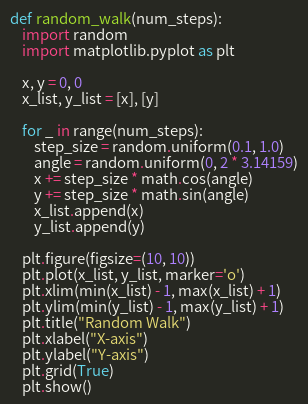 def random_walk(num_steps):
    import random
    import matplotlib.pyplot as plt

    x, y = 0, 0
    x_list, y_list = [x], [y]

    for _ in range(num_steps):
        step_size = random.uniform(0.1, 1.0)
        angle = random.uniform(0, 2 * 3.14159)
        x += step_size * math.cos(angle)
        y += step_size * math.sin(angle)
        x_list.append(x)
        y_list.append(y)

    plt.figure(figsize=(10, 10))
    plt.plot(x_list, y_list, marker='o')
    plt.xlim(min(x_list) - 1, max(x_list) + 1)
    plt.ylim(min(y_list) - 1, max(y_list) + 1)
    plt.title("Random Walk")
    plt.xlabel("X-axis")
    plt.ylabel("Y-axis")
    plt.grid(True)
    plt.show()